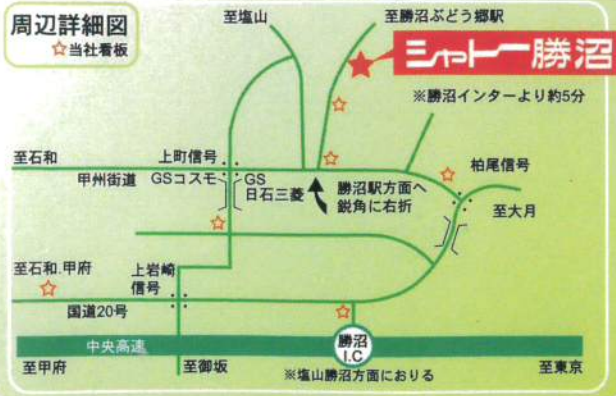 周辺詳細図
☆当社看板
至塩山
至勝沼ぶどう郷駅
シャトー勝沼
※勝沼インターより約5分
至石和
上町信号
柏尾信号
甲州街道
GSコスモ
GS
日石三菱
勝沼駅方面へ
鋭角に右折
至大月
至石和.甲府
上岩崎
信号
国道20号
中央高速
勝沼
I.C
至甲府
至御坂
※塩山勝沼方面におりる
至東京